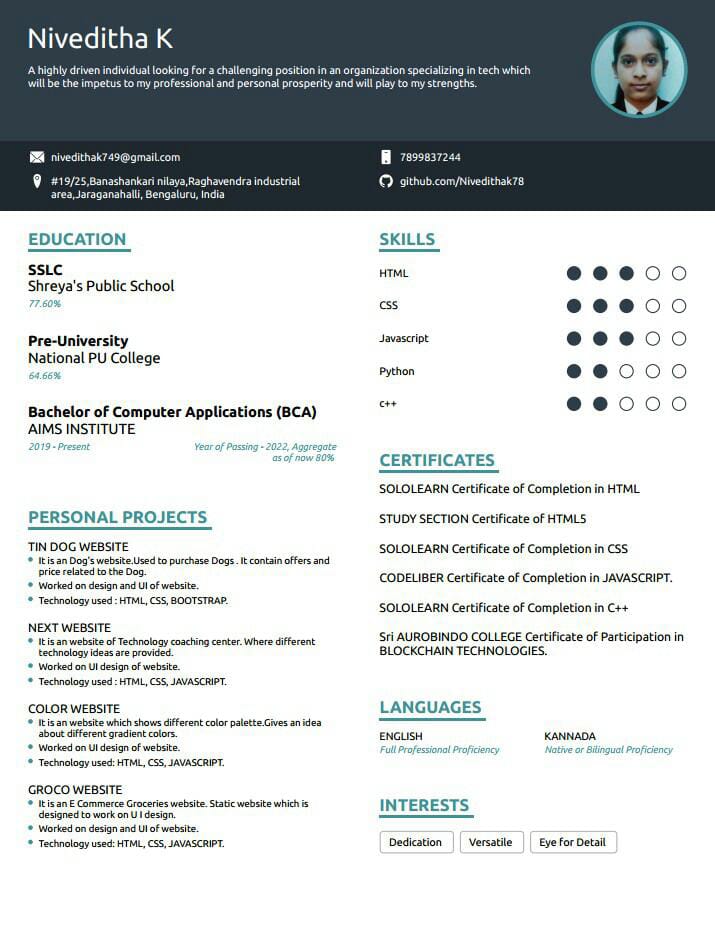 Niveditha K
A highly driven individual looking for a challenging position in an organization specializing in tech which
will be the impetus to my professional and personal prosperity and will play to my strengths.
nivedithak749@gmail.com
7899837244
#19/25,Banashankari nilaya,Raghavendra industrial
area,Jaraganahalli, Bengaluru, India
github.com/Nivedithak78
EDUCATION
SSLC
Shreya's Public School
77.60%
Pre-University
National PU College
64.66%
Bachelor of Computer Applications (BCA)
AIMS INSTITUTE
2019 - Present
Year of Passing - 2022, Aggregate
as of now 80%
PERSONAL PROJECTS
TIN DOG WEBSITE
It is an Dog's website.Used to purchase Dogs . It contain offers and
price related to the Dog.
Worked on design and UI of website.
Technology used : HTML, CSS, BOOTSTRAP.
NEXT WEBSITE
It is an website of Technology coaching center. Where different
technology ideas are provided.
Worked on UI design of website.
Technology used : HTML, CSS, JAVASCRIPT.
COLOR WEBSITE
It is an website which shows different color palette.Gives an idea
about different gradient colors.
Worked on UI design of website.
Technology used: HTML, CSS, JAVASCRIPT.
GROCO WEBSITE
It is an E Commerce Groceries website. Static website which is
designed to work on U I design.
Worked on design and UI of website.
Technology used: HTML, CSS, JAVASCRIPT.
SKILLS
HTML
CSS
Javascript
Python
c++
CERTIFICATES
SOLOLEARN Certificate of Completion in HTML
STUDY SECTION Certificate of HTML5
SOLOLEARN Certificate of Completion in CSS
CODELIBER Certificate of Completion in JAVASCRIPT.
SOLOLEARN Certificate of Completion in C++
Sri AUROBINDO COLLEGE Certificate of Participation in
BLOCKCHAIN TECHNOLOGIES.
LANGUAGES
ENGLISH
Full Professional Proficiency
KANNADA
Native or Bilingual Proficiency
INTERESTS
Dedication
Versatile
Eye for Detail